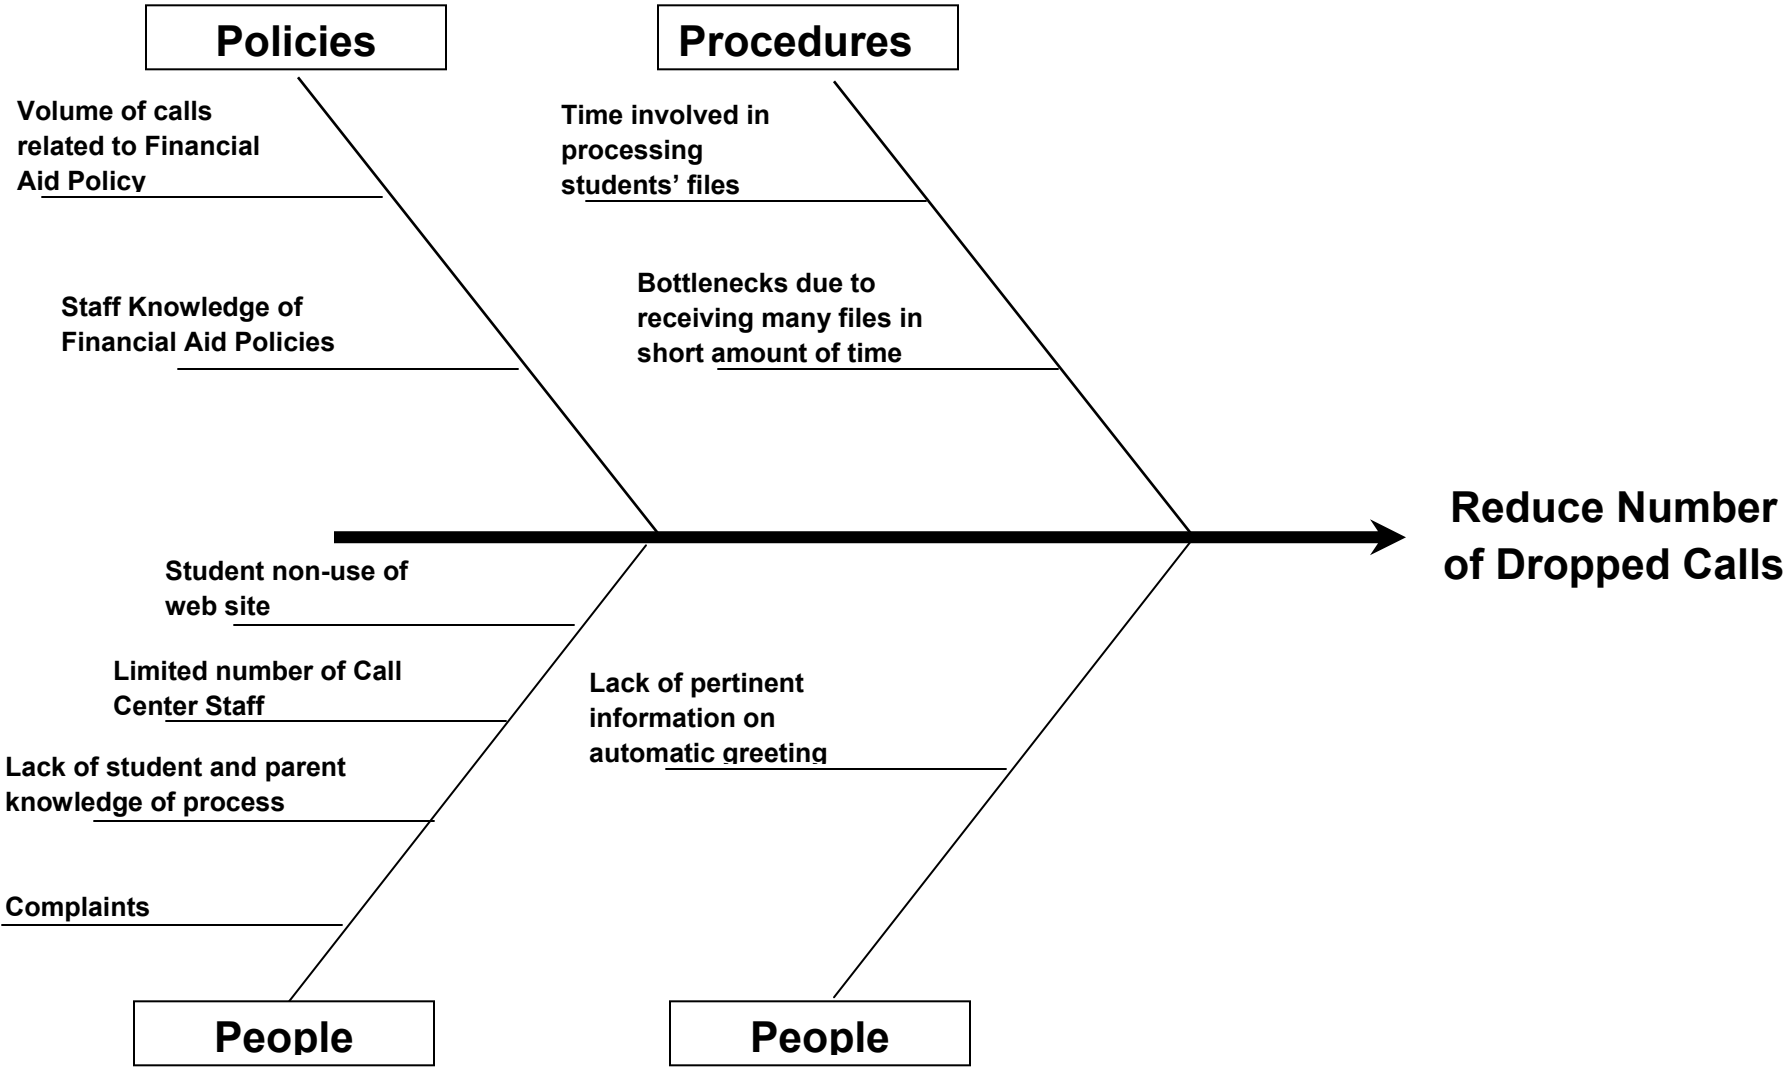 Policies
Procedures
Volume of calls
related to Financial
Aid Policy
Time involved in
processing
students’ files
Staff Knowledge of
Financial Aid Policies
Bottlenecks due to
receiving many files in
short amount of time
Reduce Number
of Dropped Calls
Student non-use of
web site
Limited number of Call
Center Staff
Lack of pertinent
information on
automatic greeting
Lack of student and parent
knowledge of process
Complaints
People
People